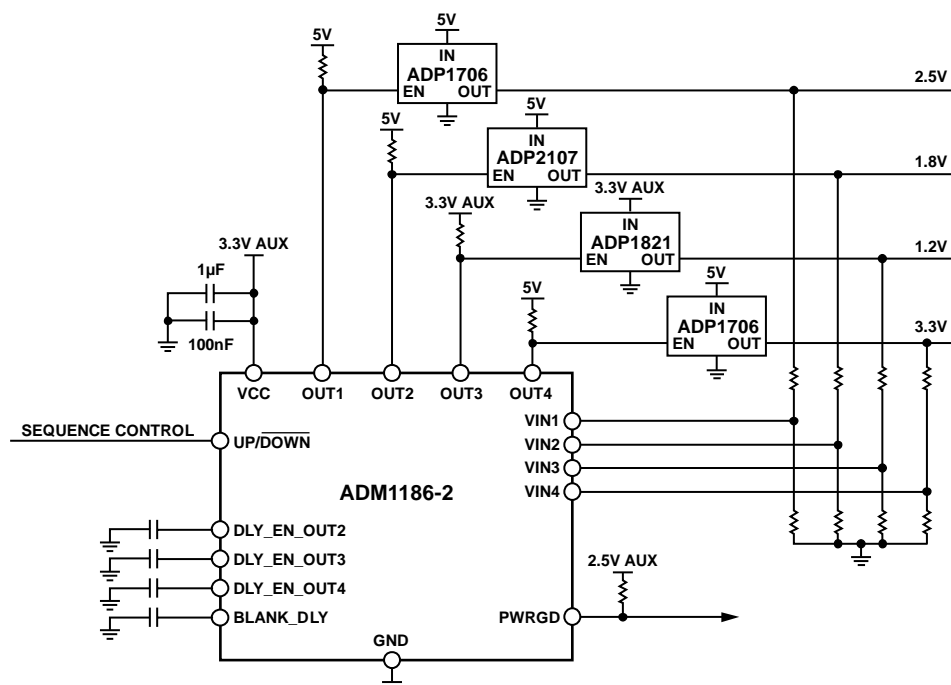 5V
5V
IN
ADP1706
EN OUT
2.5V
5V
5V
IN
ADP2107
EN OUT
1.8V
3.3V AUX
3.3V AUX
IN
ADP1821
EN OUT
1.2V
3.3V AUX
1µF
100nF
5V
5V
IN
ADP1706
EN OUT
3.3V
VCC OUT1 OUT2 OUT3 OUT4
SEQUENCE CONTROL
UP/DOWN
VIN1
VIN2
VIN3
VIN4
ADM1186-2
DLY_EN_OUT2
DLY_EN_OUT3
DLY_EN_OUT4
BLANK_DLY
2.5V AUX
PWRGD
GND